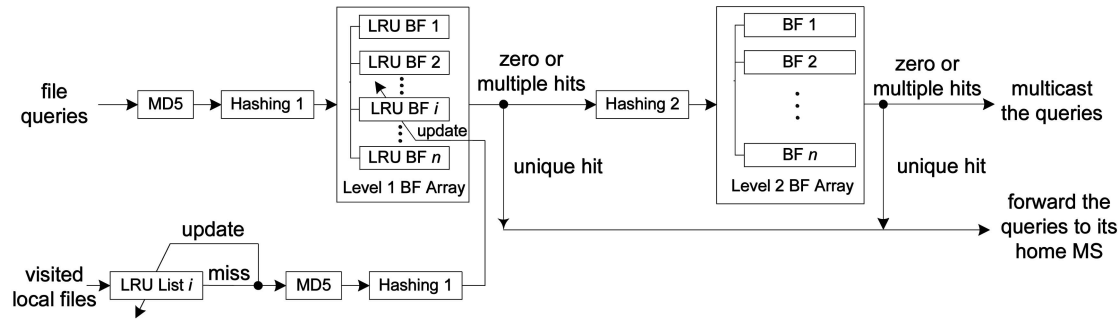 file
queries
MD5
Hashing 1
LRU BF 1
LRU BF 2
LRU BF i
update
LRU BF n
Level 1 BF Array
zero or
multiple hits
unique hit
Hashing 2
BF 1
BF 2
BF n
Level 2 BF Array
zero or
multiple hits
unique hit
multicast
the queries
forward the
queries to its
home MS
visited
local files
update
LRU List i
miss
MD5
Hashing 1